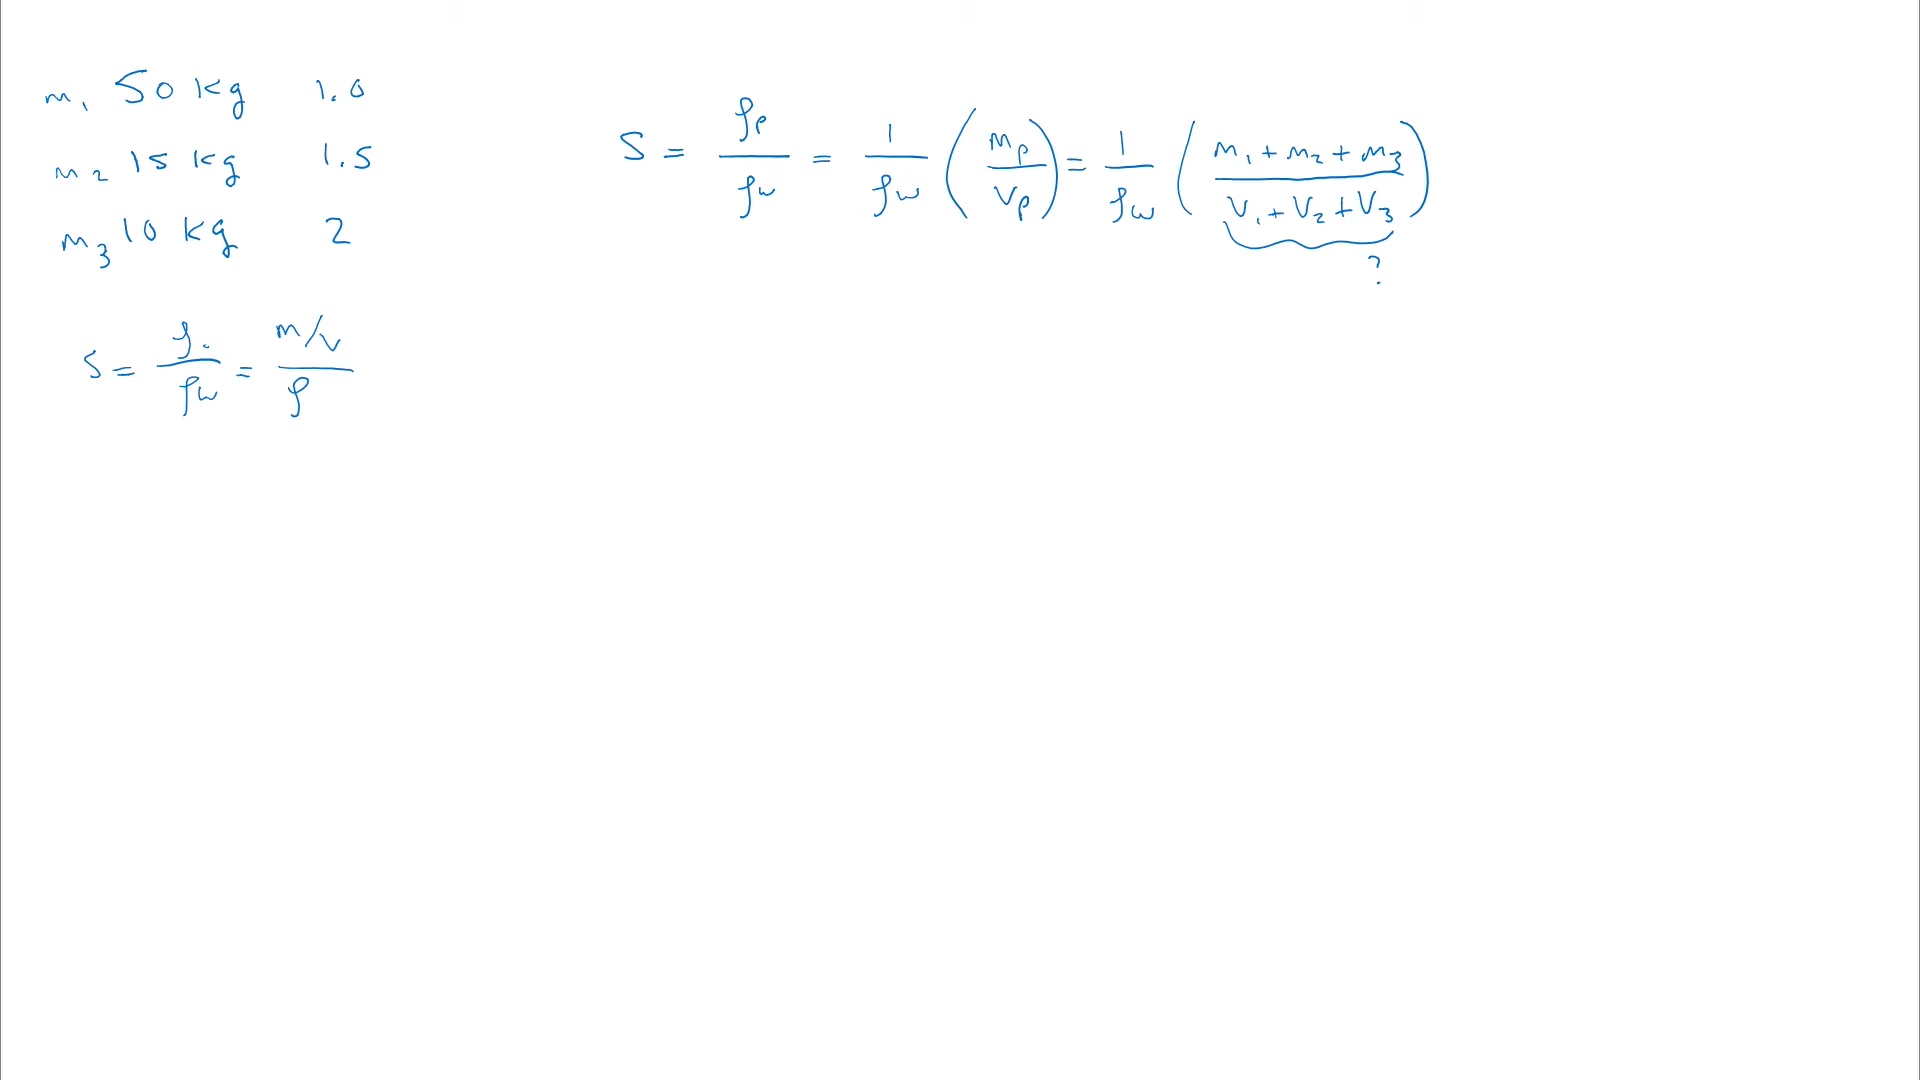 m₁ 50 kg 1.0
m₂ 15 kg 1.5
m₃ 10 kg 2
S = ρ. / ρw = m/v / ρ
S = ρp / ρw = 1 / ρw ( mp / vp ) = 1 / ρw ( m₁ + m₂ + m₃ / V₁ + V₂ + V₃ )
?